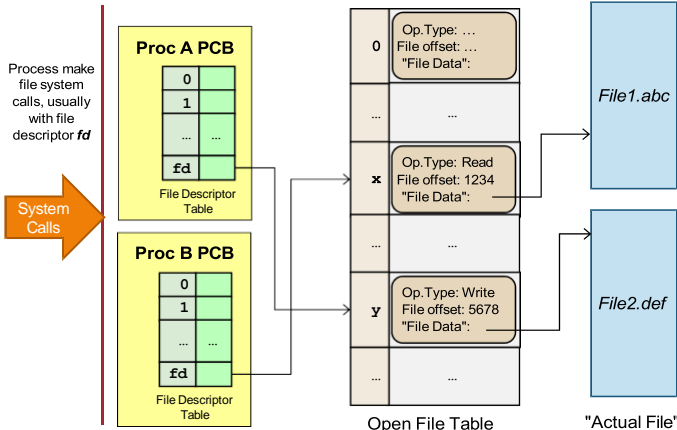 Process make
file system
calls, usually
with file
descriptor fd
System
Calls
Proc A PCB
0
1
... ...
fd
File Descriptor
Table
Proc B PCB
0
1
... ...
fd
File Descriptor
Table
0
Op.Type: ...
File offset: ...
"File Data":
... ...
x
Op.Type: Read
File offset: 1234
"File Data":
... ...
y
Op.Type: Write
File offset: 5678
"File Data":
... ...
Open File Table
File1.abc
File2.def
"Actual File"